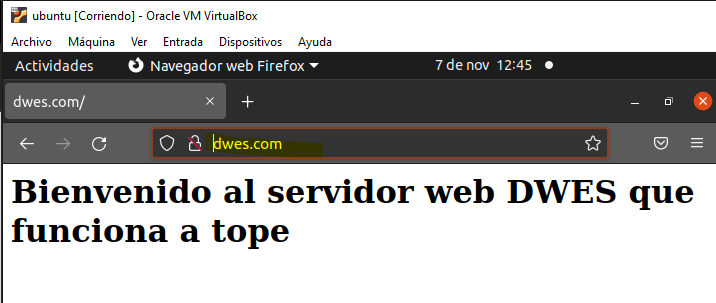 ubuntu [Corriendo] - Oracle VM VirtualBox
Archivo Máquina Ver Entrada Dispositivos Ayuda
Actividades Navegador web Firefox 7 de nov 12:45
dwes.com/
dwes.com
Bienvenido al servidor web DWES que
funciona a tope